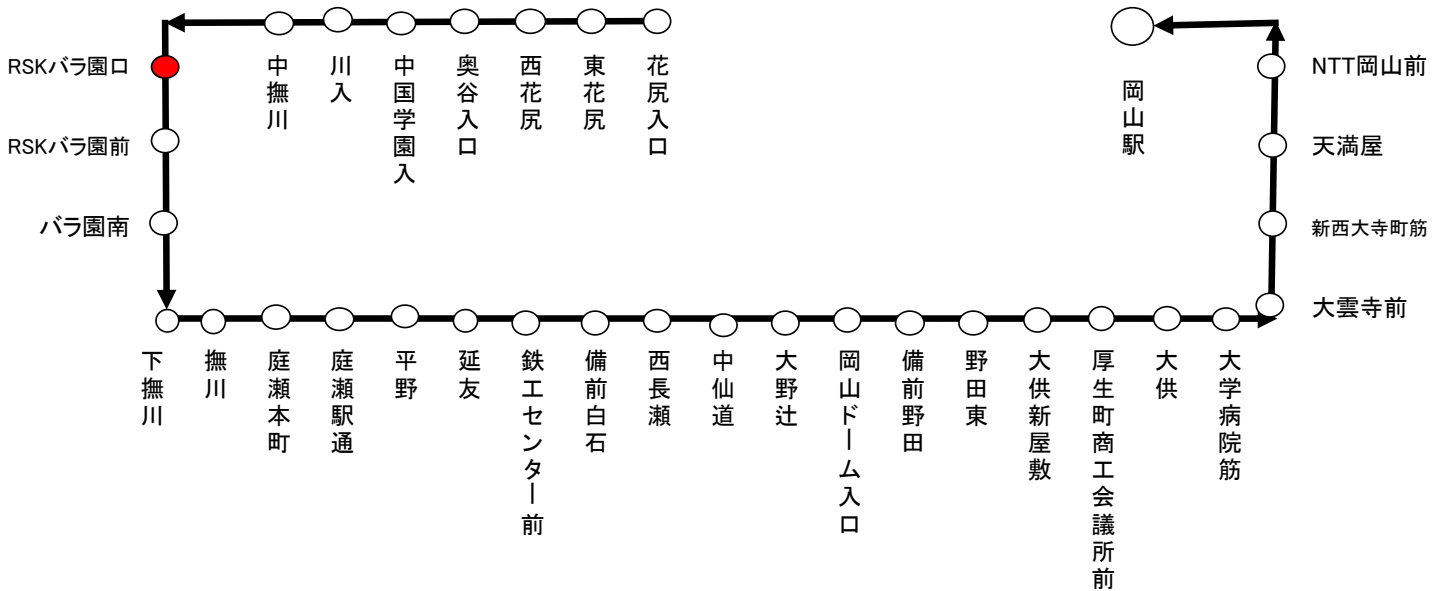 RSKバラ園口
RSKバラ園前
バラ園南
中撫川
川入
中国学園入
奥谷入口
西花尻
東花尻
花尻入口
岡山駅
NTT岡山前
天満屋
新西大寺町筋
大雲寺前
下撫川
撫川
庭瀬本町
庭瀬駅通
平野
延友
鉄工センター前
備前白石
西長瀬
中仙道
大野辻
岡山ドーム入口
備前野田
野田東
大供新屋敷
厚生町商工会議所前
大供
大学病院筋